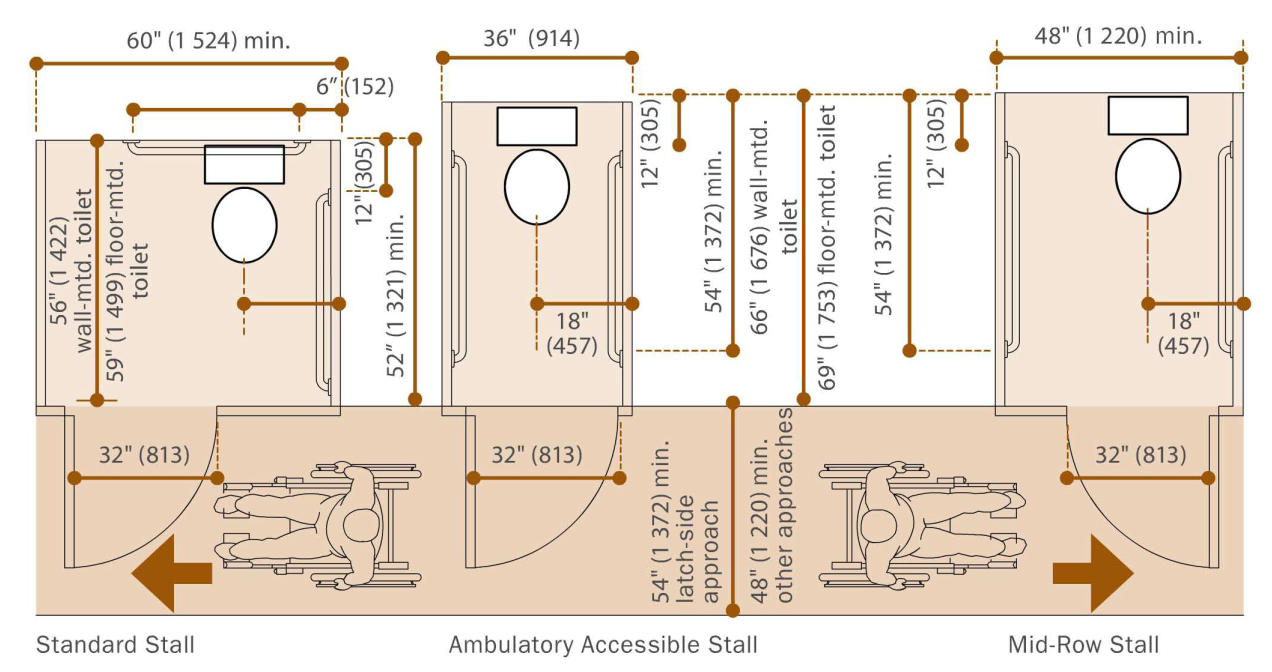 60" (1 524) min.
36" (914)
48" (1 220) min.
6” (152)
56" (1 422)
wall-mtd. toilet
59" (1 499) floor-mtd.
toilet
12" (305)
52” (1 321) min.
18"
(457)
12" (305)
54" (1 372) min.
66" (1 676) wall-mtd.
toilet
69" (1 753) floor-mtd. toilet
54" (1 372) min.
12" (305)
18"
(457)
32" (813)
32" (813)
54" (1 372) min.
latch-side
approach
48" (1 220) min.
other approaches
32" (813)
Standard Stall
Ambulatory Accessible Stall
Mid-Row Stall